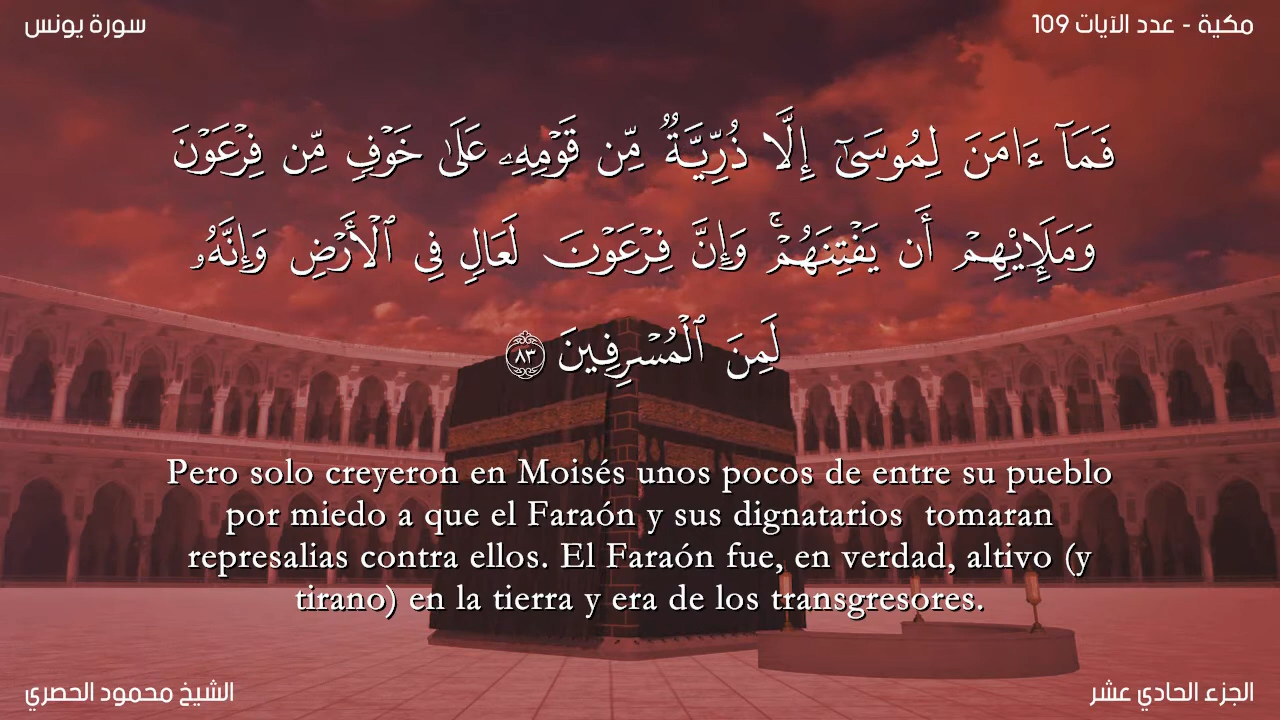 مكية - عدد الآيات 109
سورة يونس
فَمَآ ءَامَنَ لِمُوسَىٰٓ إِلَّا ذُرِّيَّةٌ مِّن قَوْمِهِۦ عَلَىٰ خَوْفٍ مِّن فِرْعَوْنَ
وَمَلَإِيْهِمْ أَن يَفْتِنَهُمْ ۚ وَإِنَّ فِرْعَوْنَ لَعَالٍ فِى ٱلْأَرْضِ وَإِنَّهُۥ
لَمِنَ ٱلْمُسْرِفِينَ ٨٣
Pero solo creyeron en Moisés unos pocos de entre su pueblo
por miedo a que el Faraón y sus dignatarios  tomaran
represalias contra ellos. El Faraón fue, en verdad, altivo (y
tirano) en la tierra y era de los transgresores.
الجزء الحادي عشر
الشيخ محمود الحصري